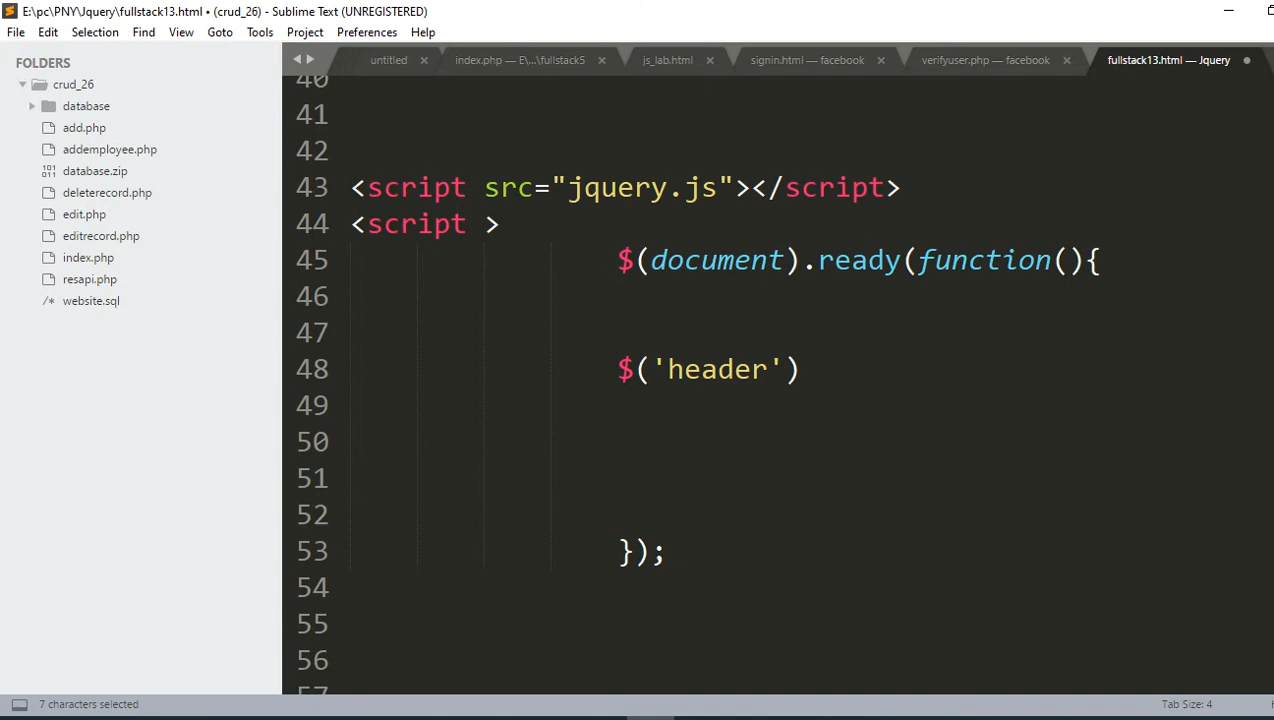 E:\pc\PNY\Jquery\fullstack13.html • (crud_26) - Sublime Text (UNREGISTERED)
File Edit Selection Find View Goto Tools Project Preferences Help
FOLDERS
crud_26
database
add.php
addemployee.php
database.zip
deleterecord.php
edit.php
editrecord.php
index.php
resapi.php
/* website.sql
untitled
index.php — E\...\fullstack5
js_lab.html
signin.html — facebook
verifyuser.php — facebook
fullstack13.html — Jquery
40
41
42
43 <script src="jquery.js"></script>
44 <script >
45 $(document).ready(function(){
46
47
48 $('header')
49
50
51
52
53 });
54
55
56
57
7 characters selected
Tab Size: 4